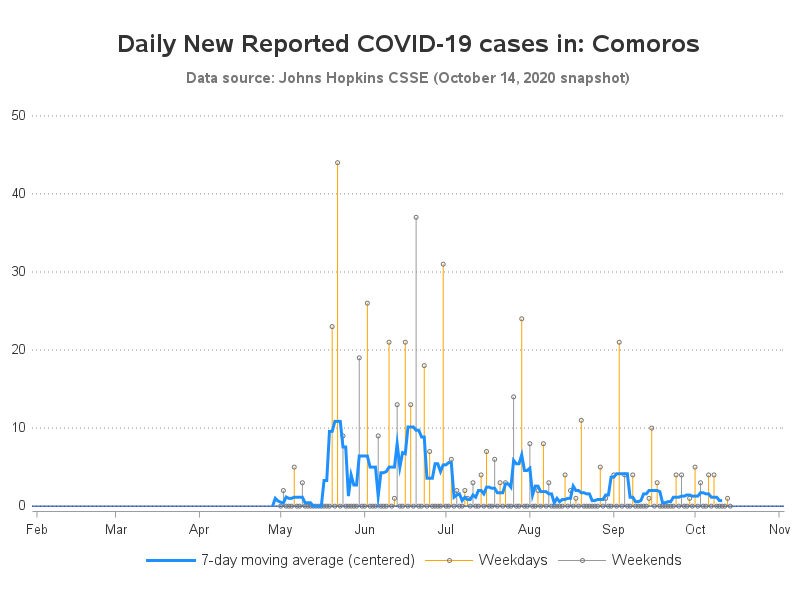 Daily New Reported COVID-19 cases in: Comoros
Data source: Johns Hopkins CSSE (October 14, 2020 snapshot)
50
40
30
20
10
0
Feb Mar Apr May Jun Jul Aug Sep Oct Nov
7-day moving average (centered) Weekdays Weekends